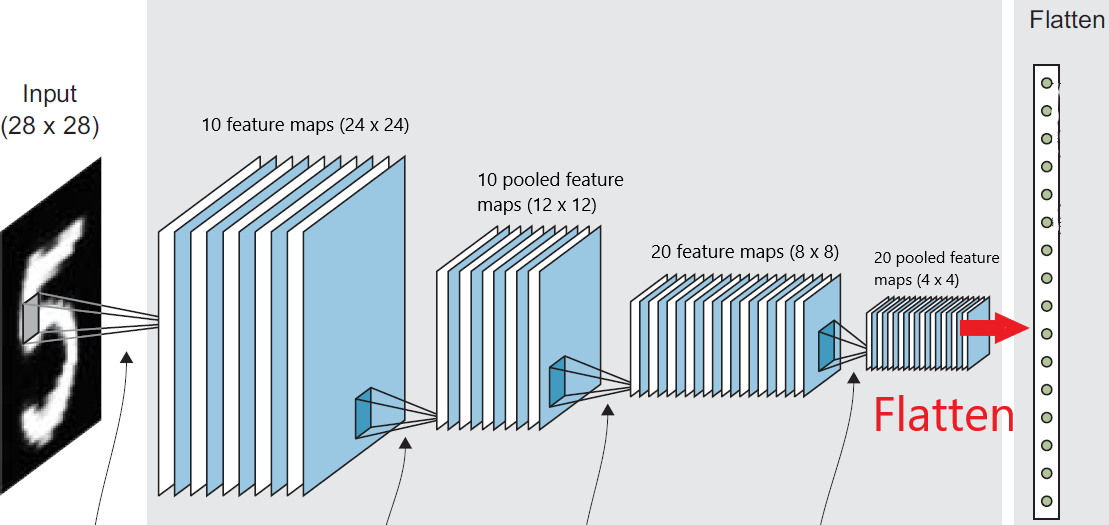 Flatten
Input
(28 x 28)
10 feature maps (24 x 24)
10 pooled feature
maps (12 x 12)
20 feature maps (8 x 8)
20 pooled feature
maps (4 x 4)
Flatten